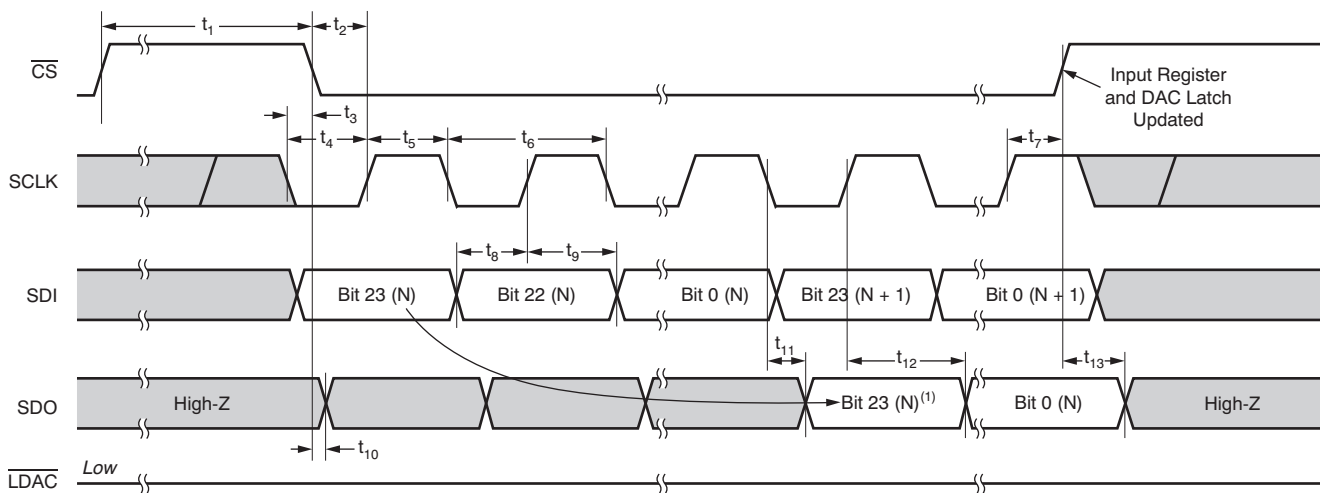 t₁
t₂
CS
Input Register
and DAC Latch
Updated
t₃
t₄
t₅
t₆
t₇
SCLK
t₈
t₉
SDI
Bit 23 (N)
Bit 22 (N)
Bit 0 (N)
Bit 23 (N + 1)
Bit 0 (N + 1)
t₁₁
t₁₂
t₁₃
SDO
High-Z
Bit 23 (N)⁽¹⁾
Bit 0 (N)
High-Z
t₁₀
LDAC
Low